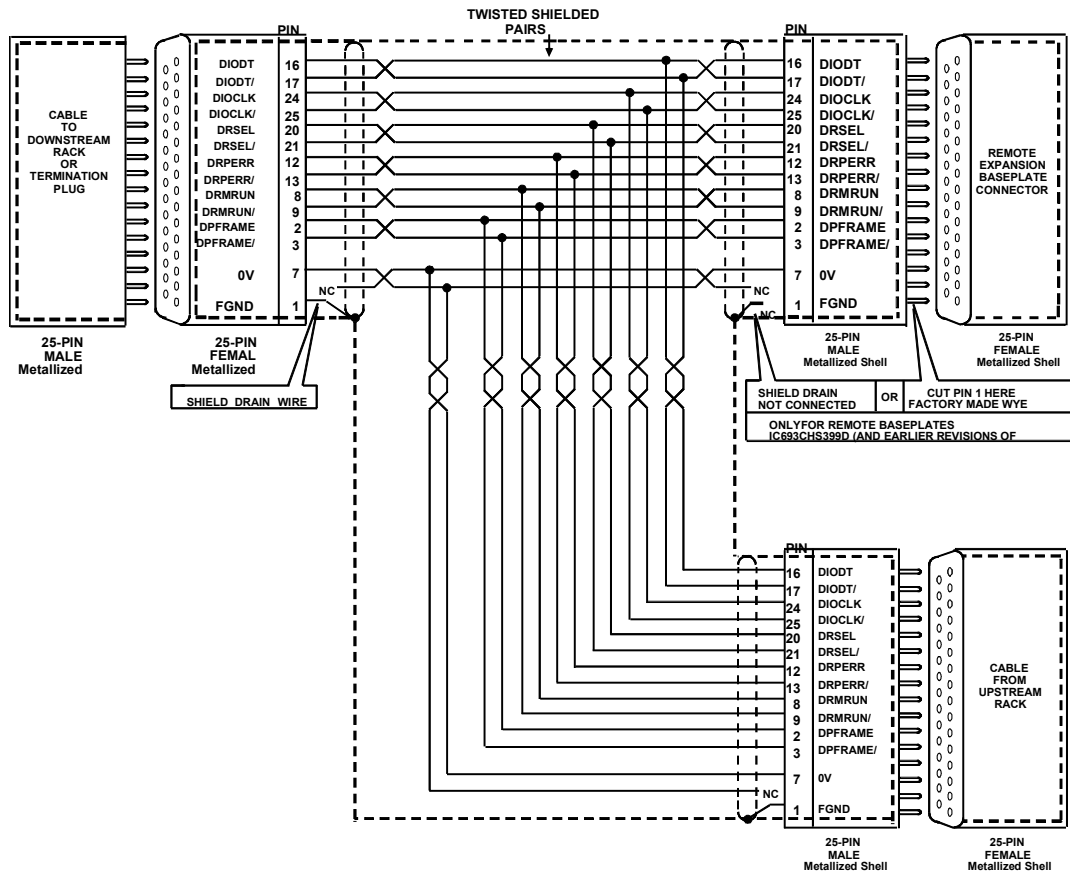 TWISTED SHIELDED
PAIRS
PIN
PIN
CABLE
TO
DOWNSTREAM
RACK
OR
TERMINATION
PLUG
DIODT 16
DIODT/ 17
DIOCLK 24
DIOCLK/ 25
DRSEL 20
DRSEL/ 21
DRPERR 12
DRPERR/ 13
DRMRUN 8
DRMRUN/ 9
DPFRAME 2
DPFRAME/ 3
0V 7
NC
FGND 1
16 DIODT
17 DIODT/
24 DIOCLK
25 DIOCLK/
20 DRSEL
21 DRSEL/
12 DRPERR
13 DRPERR/
8 DRMRUN
9 DRMRUN/
2 DPFRAME
3 DPFRAME/
7 0V
NC
1 FGND
NC
REMOTE
EXPANSION
BASEPLATE
CONNECTOR
25-PIN
MALE
Metallized
25-PIN
FEMAL
Metallized
25-PIN
MALE
Metallized Shell
25-PIN
FEMALE
Metallized Shell
SHIELD DRAIN WIRE
SHIELD DRAIN
NOT CONNECTED
OR
CUT PIN 1 HERE
FACTORY MADE WYE
ONLYFOR REMOTE BASEPLATES
IC693CHS399D (AND EARLIER REVISIONS OF
PIN
16 DIODT
17 DIODT/
24 DIOCLK
25 DIOCLK/
20 DRSEL
21 DRSEL/
12 DRPERR
13 DRPERR/
8 DRMRUN
9 DRMRUN/
2 DPFRAME
3 DPFRAME/
7 0V
NC
1 FGND
CABLE
FROM
UPSTREAM
RACK
25-PIN
MALE
Metallized Shell
25-PIN
FEMALE
Metallized Shell